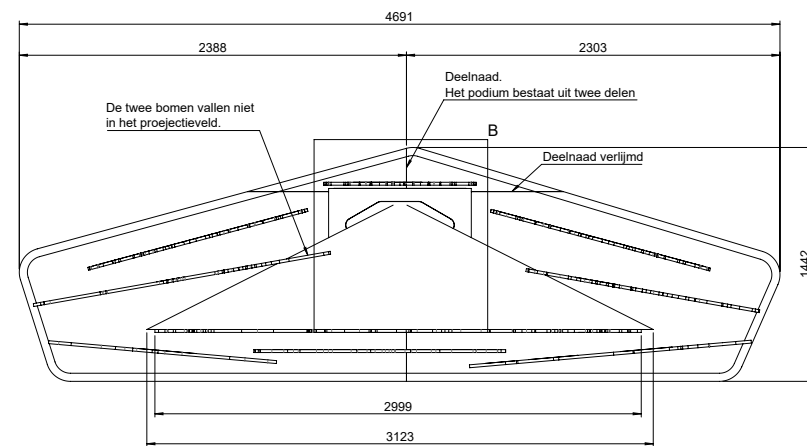 4691
2388
2303
Deelnaad.
Het podium bestaat uit twee delen
De twee bomen vallen niet
in het proejectieveld.
B
Deelnaad verlijmd
1442
2999
3123